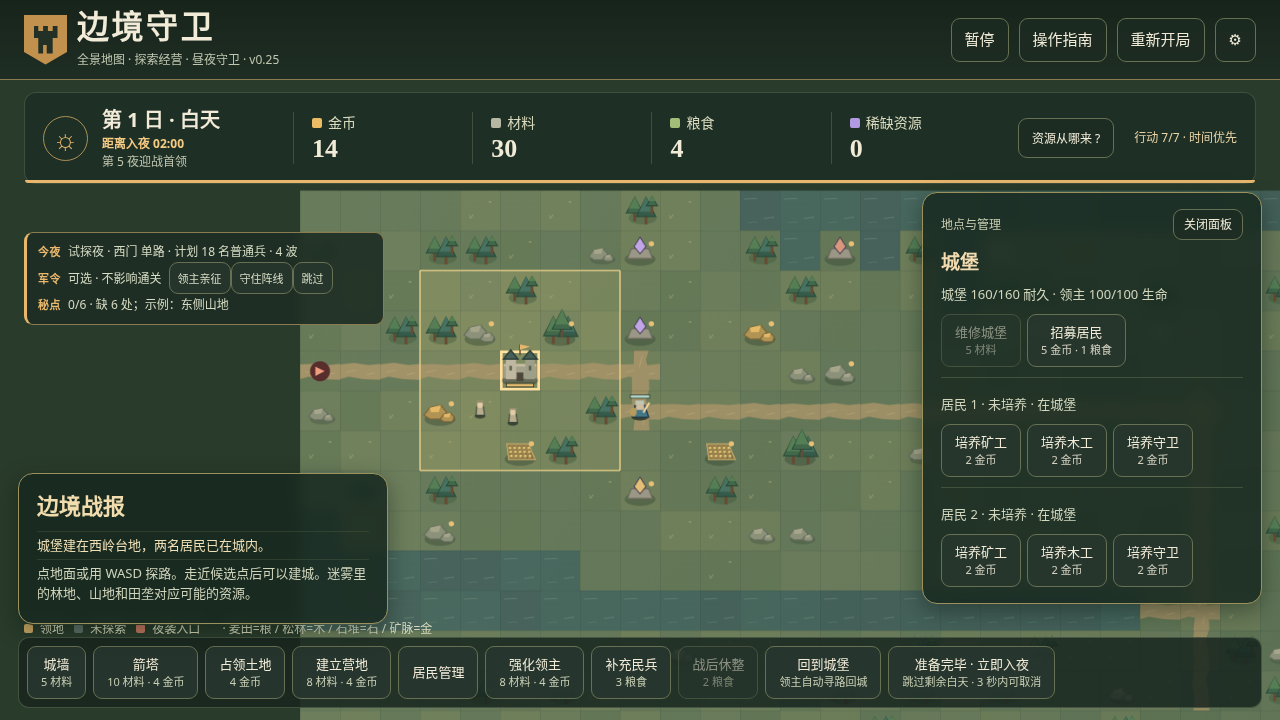 边境守卫
全景地图 · 探索经营 · 昼夜守卫 · v0.25
暂停
操作指南
重新开局
第 1 日 · 白天
距离入夜 02:00
第 5 夜迎战首领
金币
14
材料
30
粮食
4
稀缺资源
0
资源从哪来？
行动 7/7 · 时间优先
今夜 试探夜 · 西门 单路 · 计划 18 名普通兵 · 4 波
军令 可选 · 不影响通关 领主亲征 守住阵线 跳过
秘点 0/6 · 缺 6 处；示例：东侧山地
地点与管理
关闭面板
城堡
城堡 160/160 耐久 · 领主 100/100 生命
维修城堡
5 材料
招募居民
5 金币 · 1 粮食
居民 1 · 未培养 · 在城堡
培养矿工
2 金币
培养木工
2 金币
培养守卫
2 金币
居民 2 · 未培养 · 在城堡
培养矿工
2 金币
培养木工
2 金币
培养守卫
2 金币
边境战报
城堡建在西岭台地，两名居民已在城内。
点地面或用 WASD 探路。走近候选点后可以建城。迷雾里
的林地、山地和田垄对应可能的资源。
领地 未探索 夜袭入口 · 麦田=粮 / 松林=木 / 石堆=石 / 矿脉=金
城墙
5 材料
箭塔
10 材料 · 4 金币
占领土地
4 金币
建立营地
8 材料 · 4 金币
居民管理
强化领主
8 材料 · 4 金币
补充民兵
3 粮食
战后休整
2 粮食
回到城堡
领主自动寻路回城
准备完毕 · 立即入夜
跳过剩余白天 · 3 秒内可取消